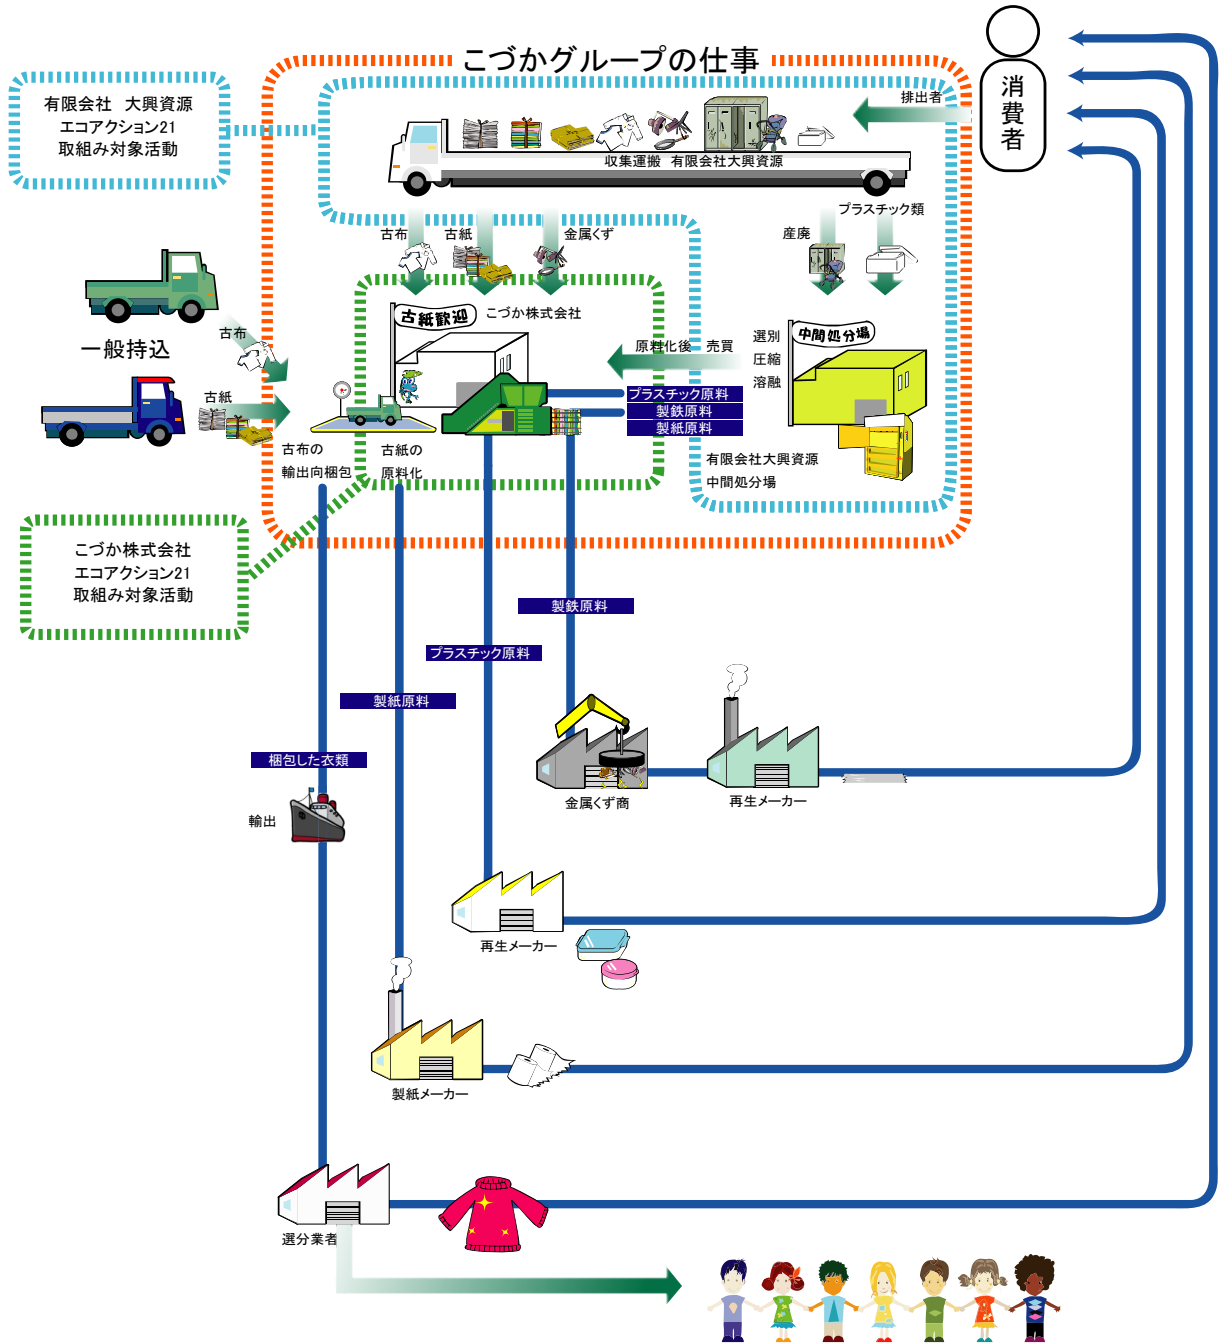 こづかグループの仕事
消費者
有限会社　大興資源
エコアクション21
取組み対象活動
排出者
収集運搬　有限会社大興資源
古布
古紙
金属くず
産廃
プラスチック類
一般持込
古布
古紙
古紙歓迎
こづか株式会社
原料化後　売買
選別
圧縮
溶融
中間処分場
プラスチック原料
製鉄原料
製紙原料
古布の
輸出向梱包
古紙の
原料化
有限会社大興資源
中間処分場
こづか株式会社
エコアクション21
取組み対象活動
製鉄原料
プラスチック原料
製紙原料
梱包した衣類
輸出
金属くず商
再生メーカー
再生メーカー
製紙メーカー
選分業者